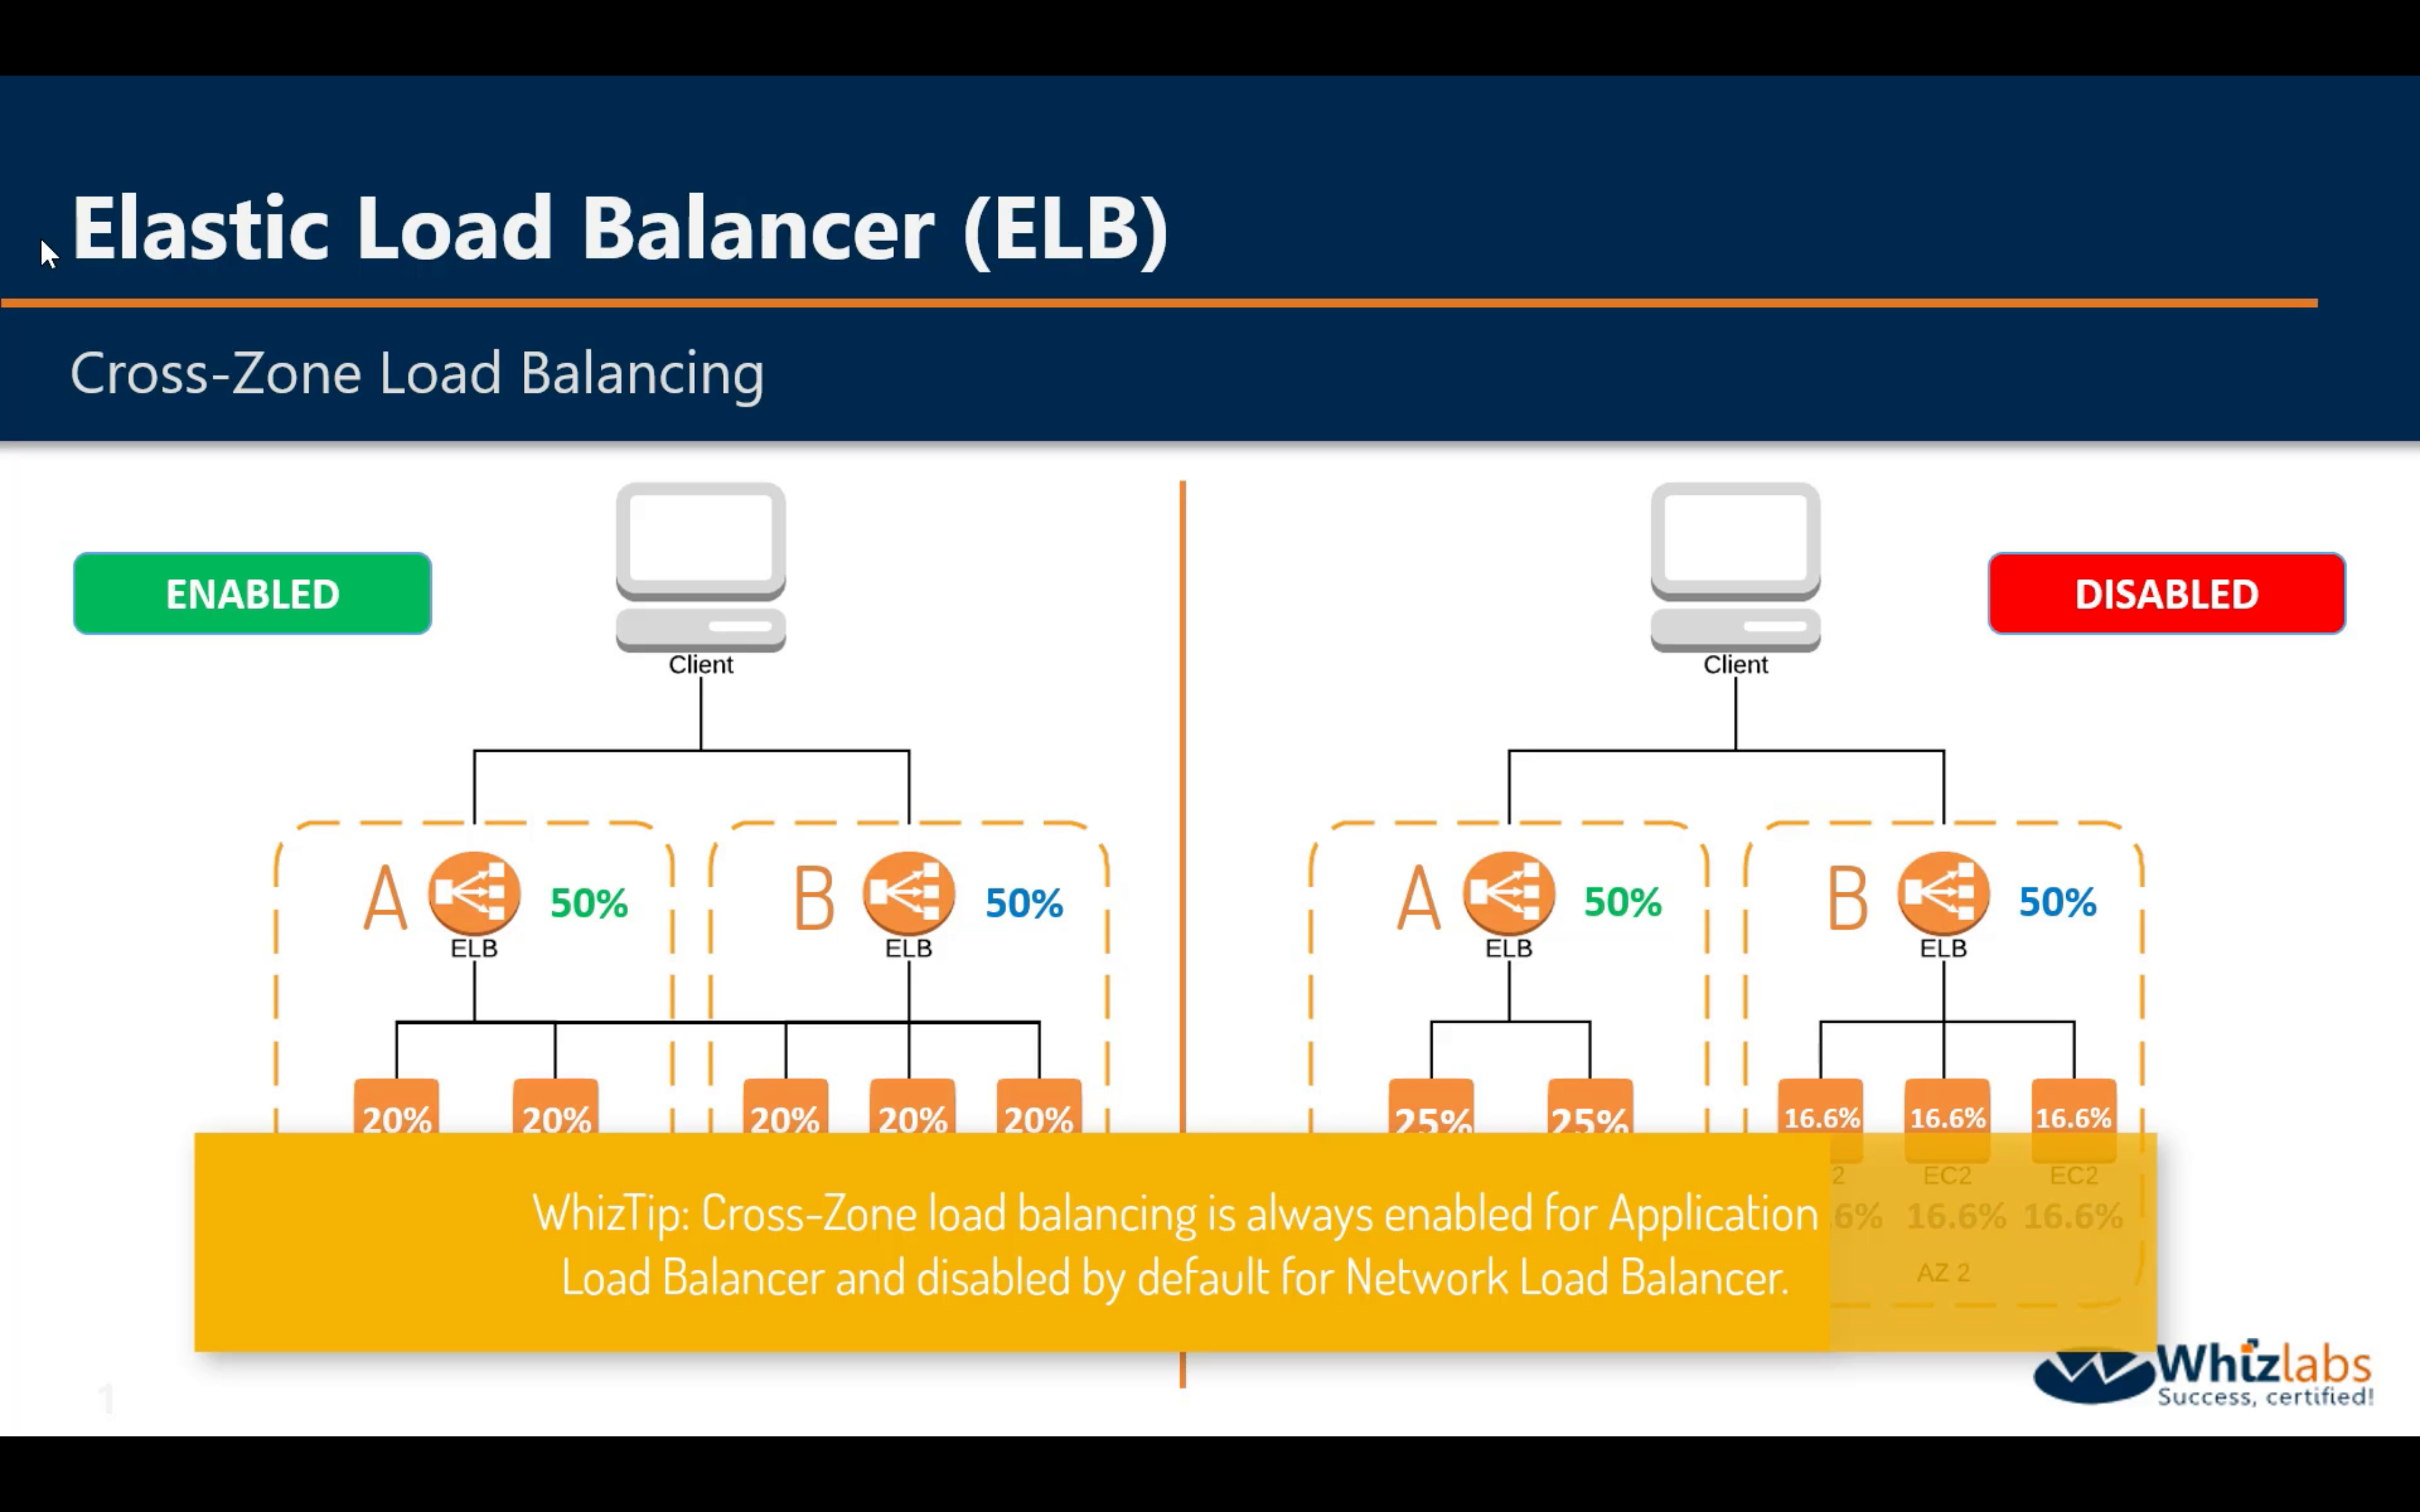 Elastic Load Balancer (ELB)
Cross-Zone Load Balancing
ENABLED
Client
A
50%
ELB
B
50%
ELB
20%
20%
20%
20%
20%
Client
DISABLED
A
50%
ELB
B
50%
ELB
25%
25%
16.6%
16.6%
16.6%
2
EC2
EC2
.6%
16.6%
16.6%
AZ 2
WhizTip: Cross-Zone load balancing is always enabled for Application
Load Balancer and disabled by default for Network Load Balancer.
1
Whizlabs
Success, certified!